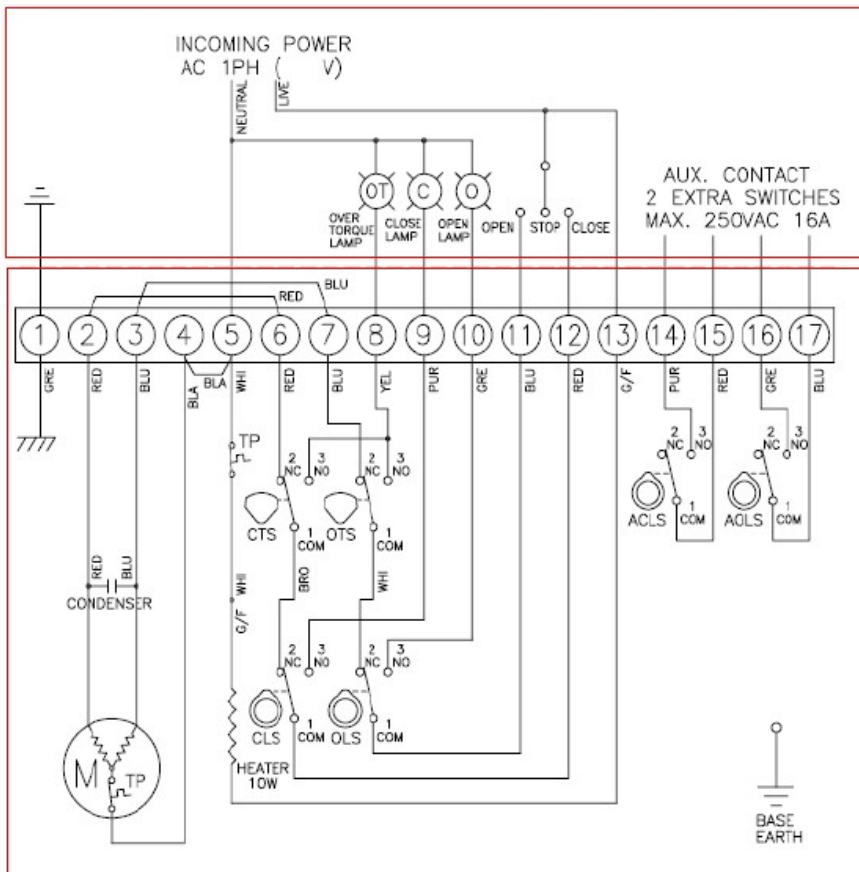 INCOMING POWER
AC 1PH (    V)
NEUTRAL
LIVE
OT
C
O
OVER
TORQUE
LAMP
CLOSE
LAMP
OPEN
LAMP
OPEN
STOP
CLOSE
AUX. CONTACT
2 EXTRA SWITCHES
MAX. 250VAC 16A
BLU
RED
1
2
3
4
5
6
7
8
9
10
11
12
13
14
15
16
17
GRE
RED
BLU
BLA
BLA
WHI
RED
BLU
YEL
PUR
GRE
BLU
RED
G/F
PUR
RED
GRE
BLU
TP
2
NC
3
NO
CTS
1
COM
2
NC
3
NO
OTS
1
COM
2
NC
3
NO
ACLS
1
COM
2
NC
3
NO
AOLS
1
COM
RED
BLU
CONDENSER
WHI
G/F
BRO
WHI
2
NC
3
NO
CLS
1
COM
2
NC
3
NO
OLS
1
COM
HEATER
10W
M
TP
BASE
EARTH